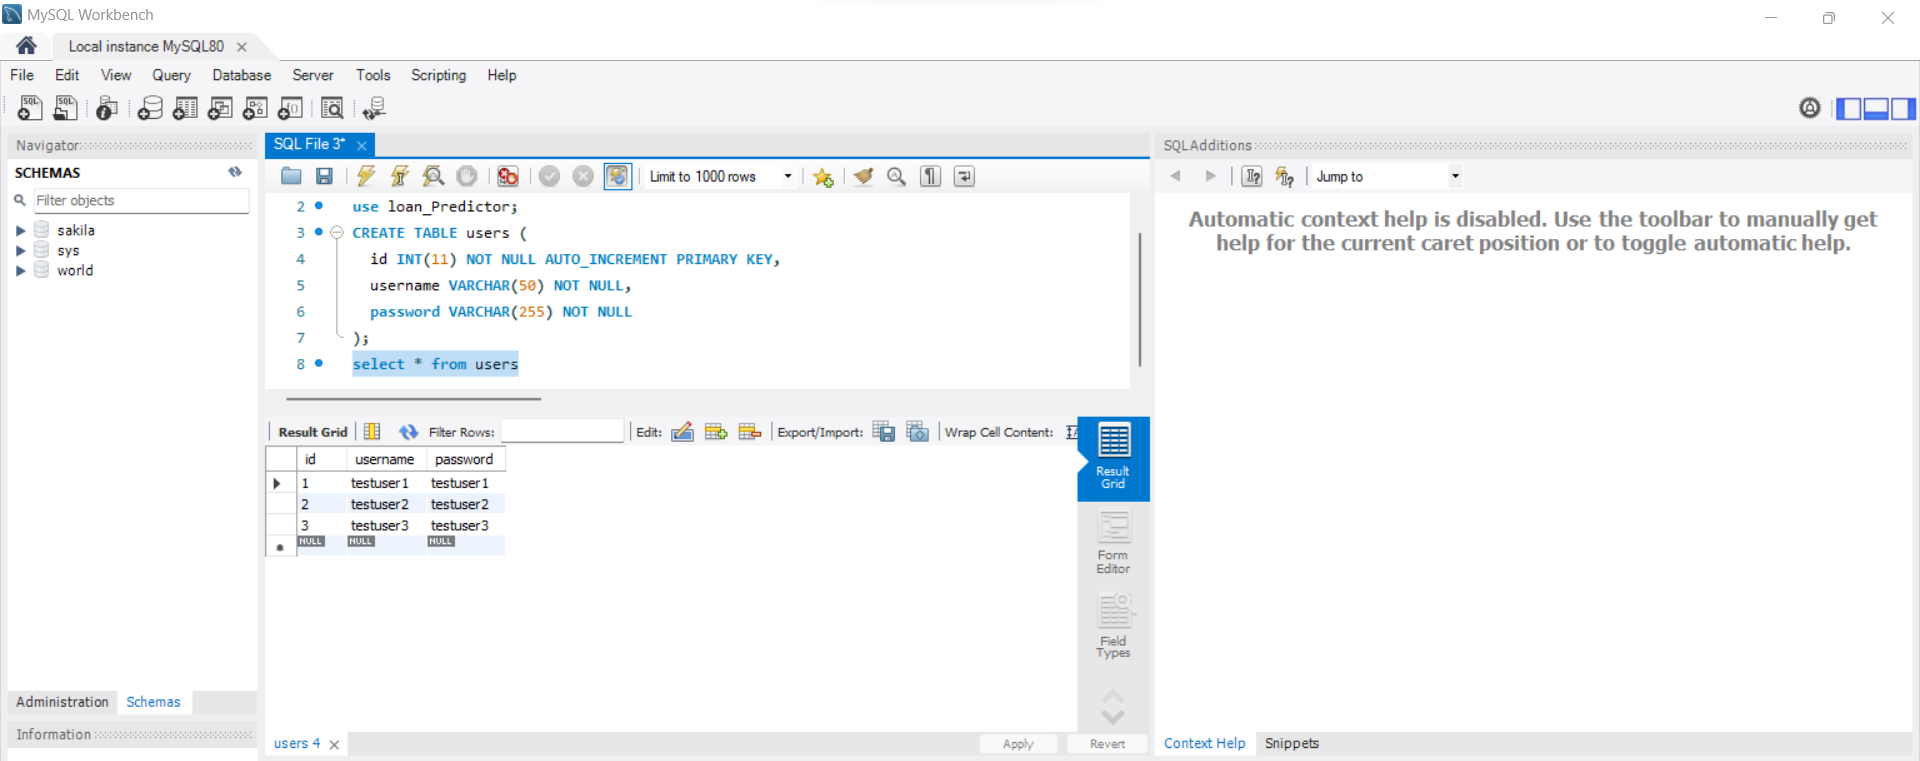 MySQL Workbench
Local instance MySQL80
File Edit View Query Database Server Tools Scripting Help
Navigator
SCHEMAS
Filter objects
sakila
sys
world
Administration Schemas
Information
SQL File 3*
Limit to 1000 rows
2 use loan_Predictor;
3 CREATE TABLE users (
4 id INT(11) NOT NULL AUTO_INCREMENT PRIMARY KEY,
5 username VARCHAR(50) NOT NULL,
6 password VARCHAR(255) NOT NULL
7 );
8 select * from users
Result Grid Filter Rows: Edit: Export/Import: Wrap Cell Content:
id username password
1 testuser1 testuser1
2 testuser2 testuser2
3 testuser3 testuser3
NULL NULL NULL
Result
Grid
Form
Editor
Field
Types
users 4
Apply Revert
SQLAdditions
Jump to
Automatic context help is disabled. Use the toolbar to manually get
help for the current caret position or to toggle automatic help.
Context Help Snippets